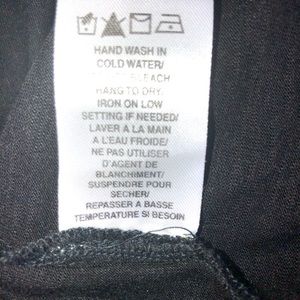 HAND WASH IN
COLD WATER/
BLEACH
HANG TO DRY.
IRON ON LOW
SETTING IF NEEDED/
LAVER A LA MAIN
A L'EAU FROIDE/
NE PAS UTILISER
D'AGENT DE
BLANCHIMENT/
SUSPENDRE POUR
SECHER/
REPASSER A BASSE
TEMPERATURE SI BESOIN